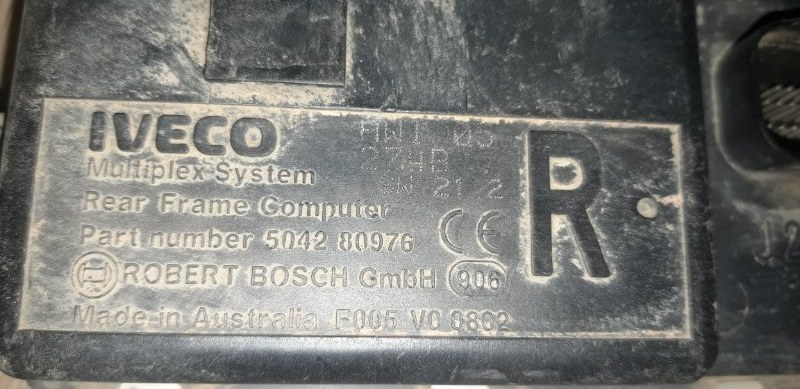 IVECO
Multiplex System
Rear Frame Computer
Part number 5042 80976 CE
ROBERT BOSCH GmbH 906
Made in Australia F005 V0
R